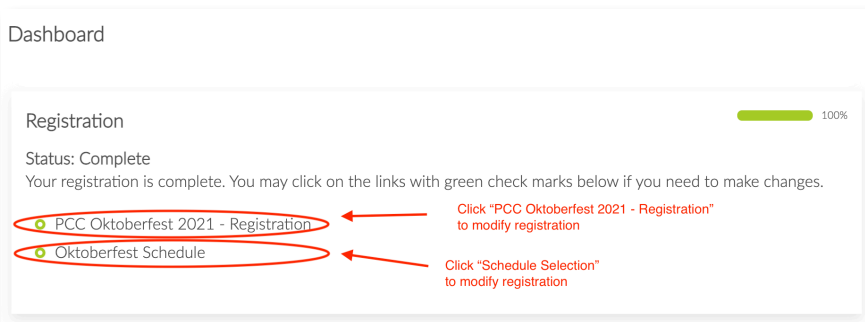 Dashboard
Registration
100%
Status: Complete
Your registration is complete. You may click on the links with green check marks below if you need to make changes.
PCC Oktoberfest 2021 - Registration
Click “PCC Oktoberfest 2021 - Registration”
to modify registration
Oktoberfest Schedule
Click “Schedule Selection”
to modify registration